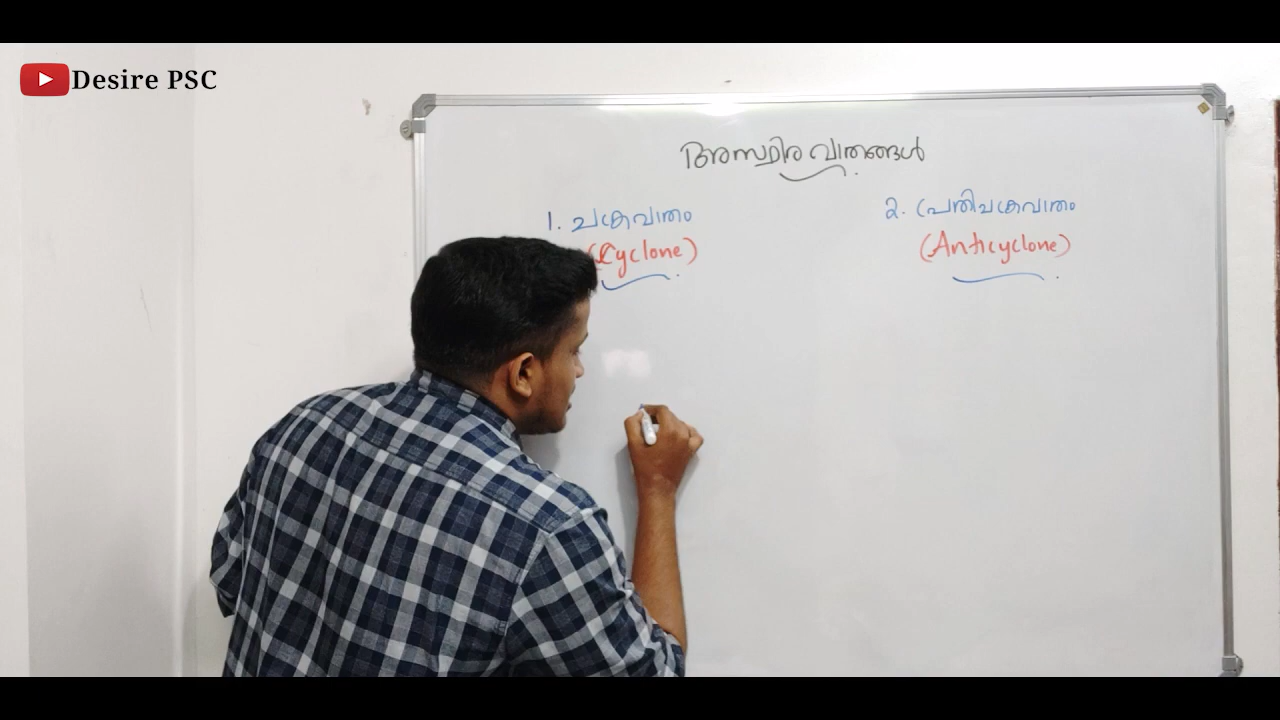 Desire PSC
അസ്ഥിര വാതങ്ങൾ
1. ചക്രവാതം
(Cyclone)
2. പ്രതിചക്രവാതം
(Anticyclone)